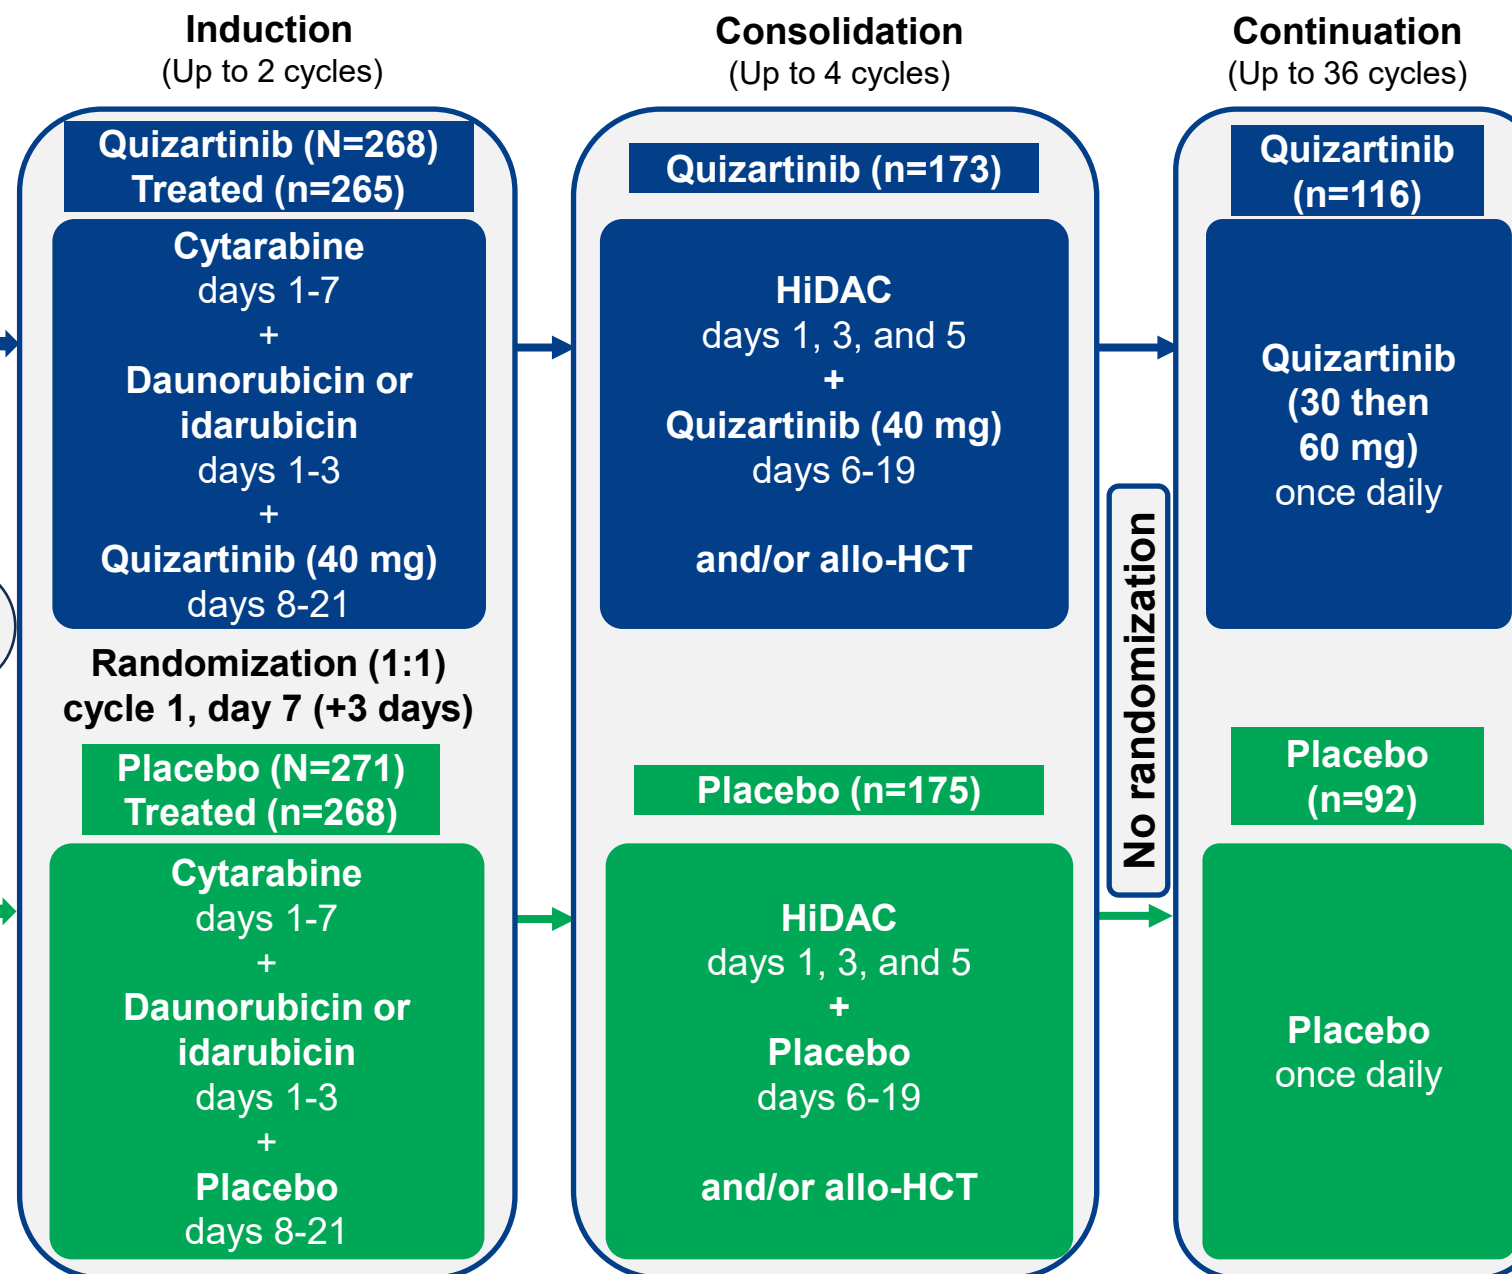 Induction
(Up to 2 cycles)
Quizartinib (N=268)
Treated (n=265)
Cytarabine
days 1-7
+
Daunorubicin or
idarubicin
days 1-3
+
Quizartinib (40 mg)
days 8-21
Randomization (1:1)
cycle 1, day 7 (+3 days)
Placebo (N=271)
Treated (n=268)
Cytarabine
days 1-7
+
Daunorubicin or
idarubicin
days 1-3
+
Placebo
days 8-21
Consolidation
(Up to 4 cycles)
Quizartinib (n=173)
HiDAC
days 1, 3, and 5
+
Quizartinib (40 mg)
days 6-19
and/or allo-HCT
Placebo (n=175)
HiDAC
days 1, 3, and 5
+
Placebo
days 6-19
and/or allo-HCT
No randomization
Continuation
(Up to 36 cycles)
Quizartinib
(n=116)
Quizartinib
(30 then
60 mg)
once daily
Placebo
(n=92)
Placebo
once daily